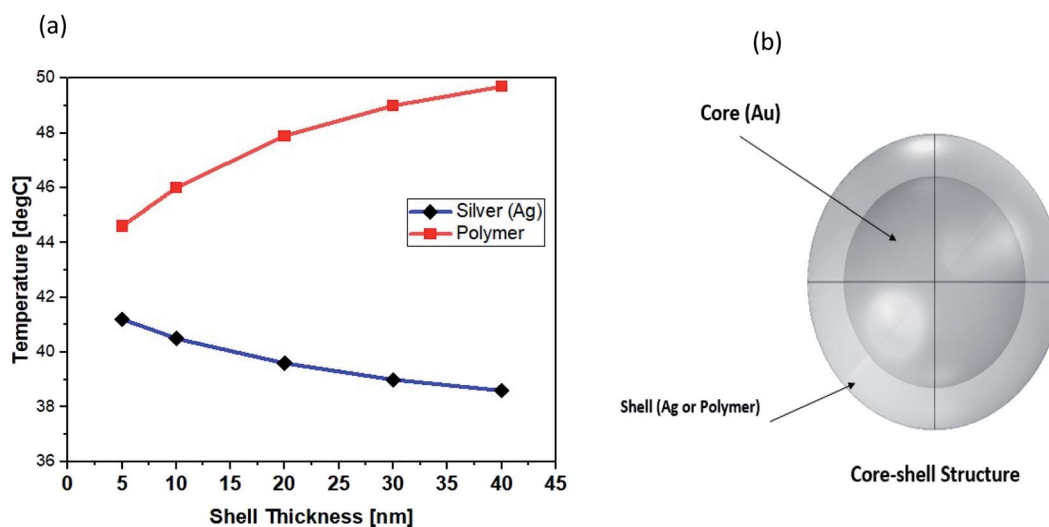 (a)
(b)
50
48
46
44
42
40
38
36
0
5
10
15
20
25
30
35
40
45
Temperature [degC]
Shell Thickness [nm]
Silver (Ag)
Polymer
Core (Au)
Shell (Ag or Polymer)
Core-shell Structure